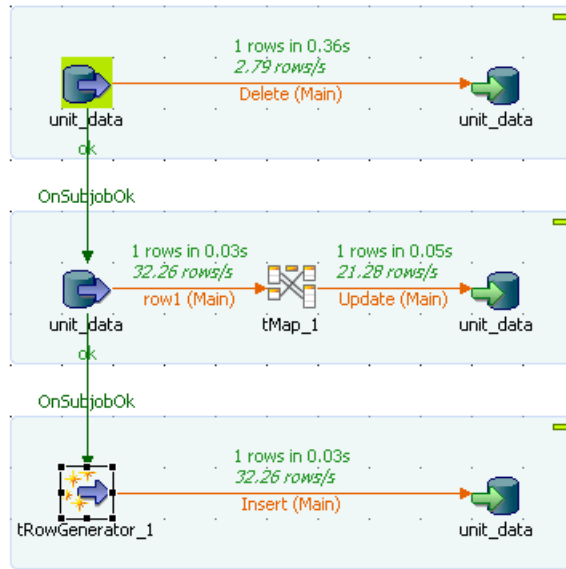 1 rows in 0.36s
2.79 rows/s
Delete (Main)
unit_data
unit_data
ok
OnSubjobOk
1 rows in 0.03s
1 rows in 0.05s
32.26 rows/s
21.28 rows/s
row1 (Main)
Update (Main)
unit_data
tMap_1
unit_data
ok
OnSubjobOk
1 rows in 0.03s
32.26 rows/s
Insert (Main)
tRowGenerator_1
unit_data